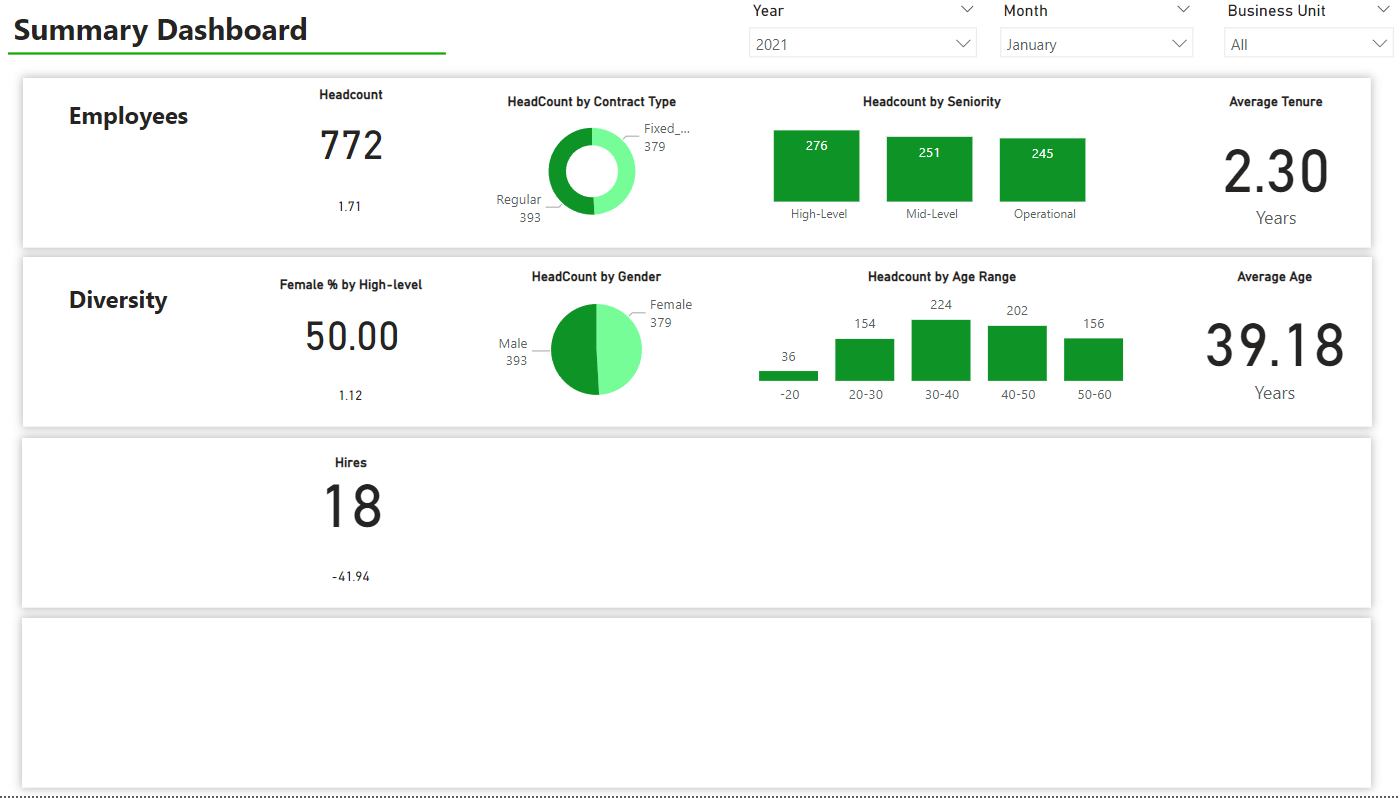 Summary Dashboard
Year
2021
Month
January
Business Unit
All
Employees
Headcount
772
1.71
HeadCount by Contract Type
Fixed_...
379
Regular
393
Headcount by Seniority
276
251
245
High-Level
Mid-Level
Operational
Average Tenure
2.30
Years
Diversity
Female % by High-level
50.00
1.12
HeadCount by Gender
Female
379
Male
393
Headcount by Age Range
36
154
224
202
156
-20
20-30
30-40
40-50
50-60
Average Age
39.18
Years
Hires
18
-41.94